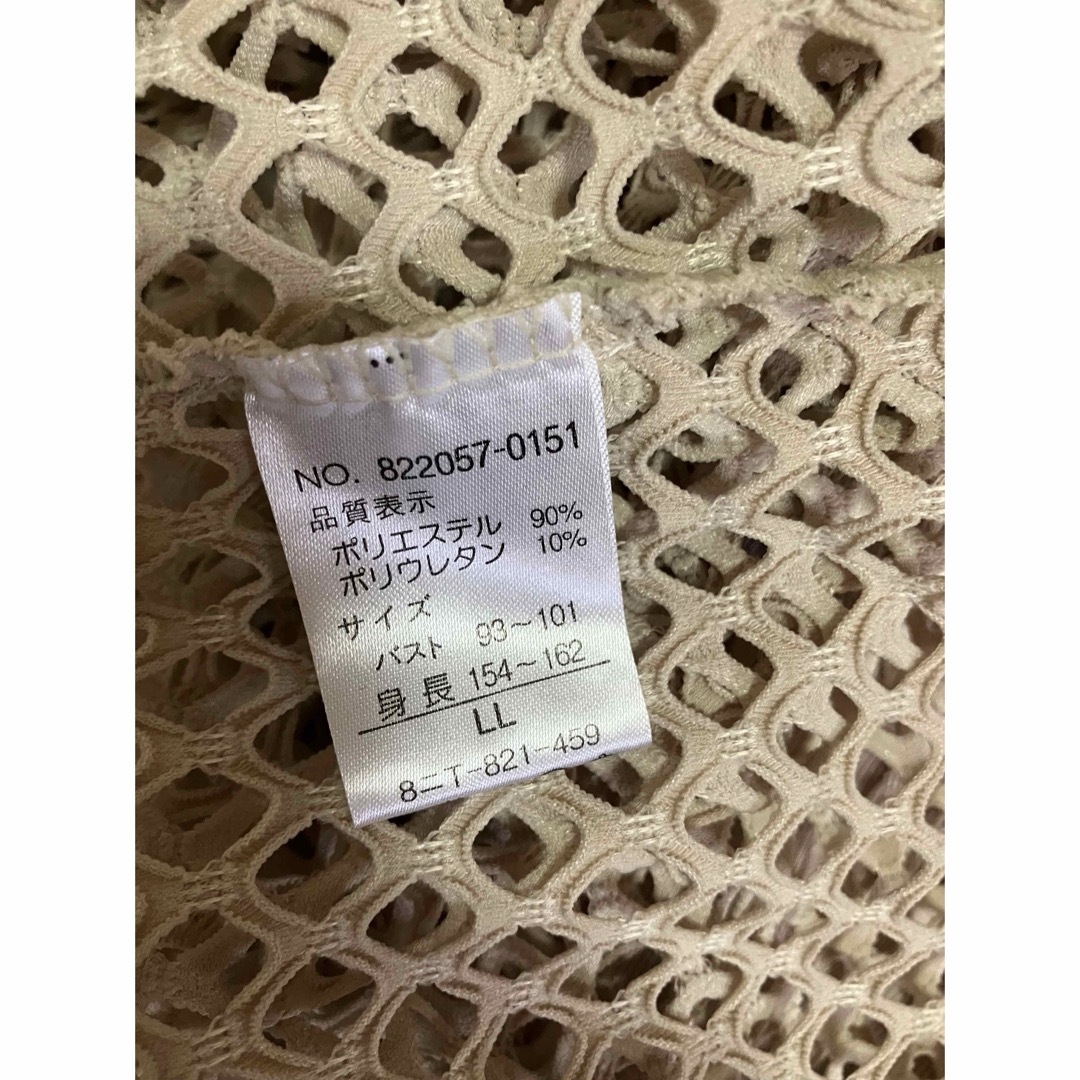 NO. 822057-0151
品質表示
ポリエステル 90%
ポリウレタン 10%
サイズ
バスト 93~101
身長 154~162
LL
8ニT-821-459